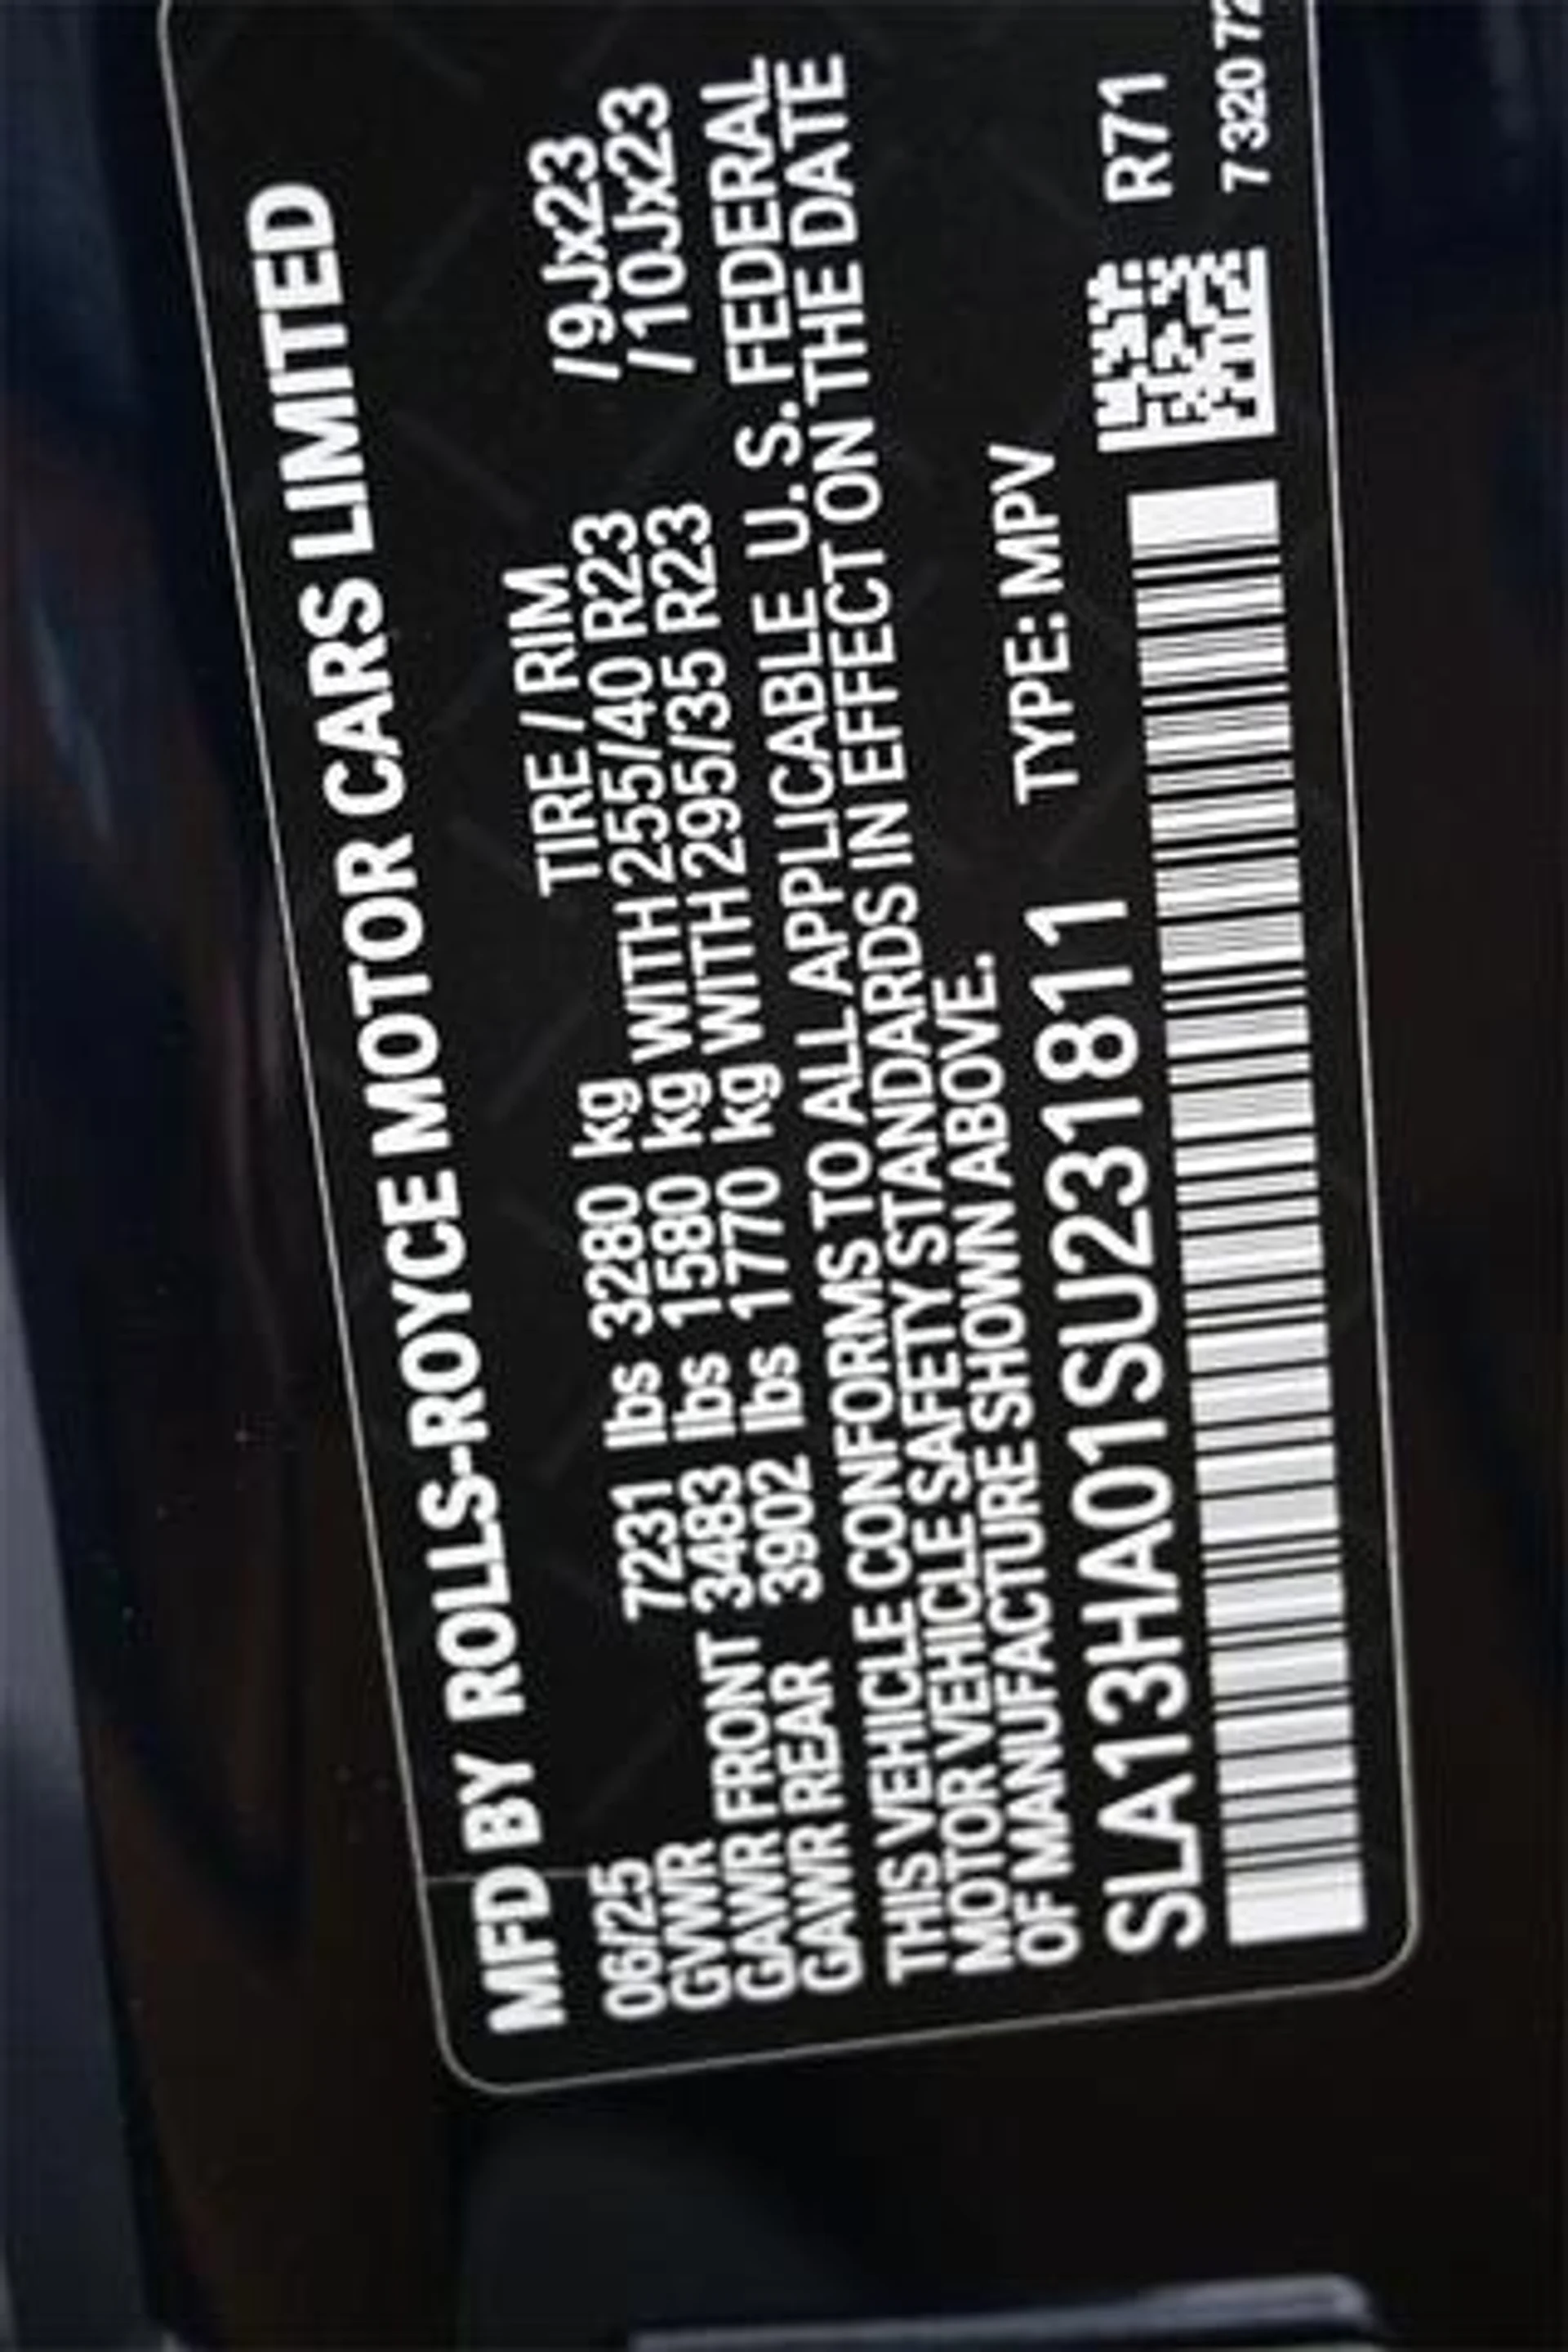 MFD BY ROLLS-ROYCE MOTOR CARS LIMITED
06/25 TIRE / RIM
GVWR 7231 lbs 3280 kg
GAWR FRONT 3483 lbs 1580 kg WITH 255/40 R23 / 9Jx23
GAWR REAR 3902 lbs 1770 kg WITH 295/35 R23 / 10Jx23
THIS VEHICLE CONFORMS TO ALL APPLICABLE U. S. FEDERAL
MOTOR VEHICLE SAFETY STANDARDS IN EFFECT ON THE DATE
OF MANUFACTURE SHOWN ABOVE.
SLA13HA01SU231811 TYPE: MPV
R71
7 320 72